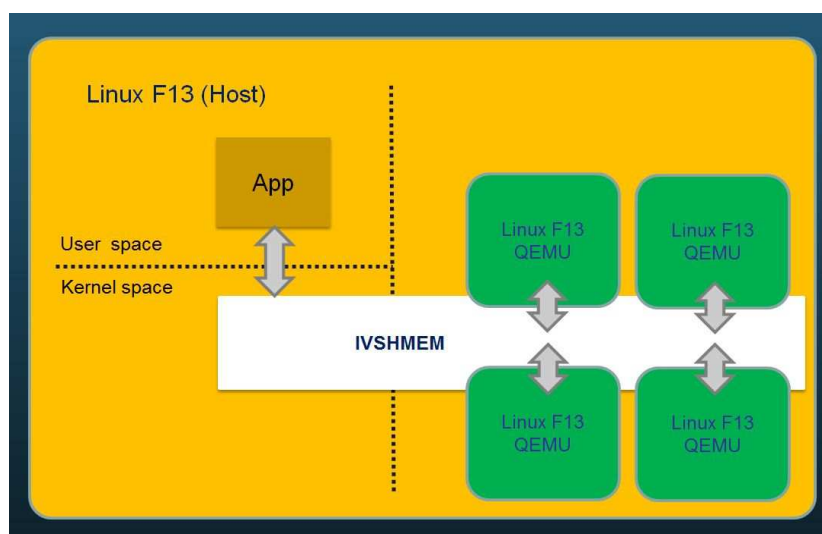 Linux F13 (Host)
App
User space
Kernel space
IVSHMEM
Linux F13
QEMU
Linux F13
QEMU
Linux F13
QEMU
Linux F13
QEMU